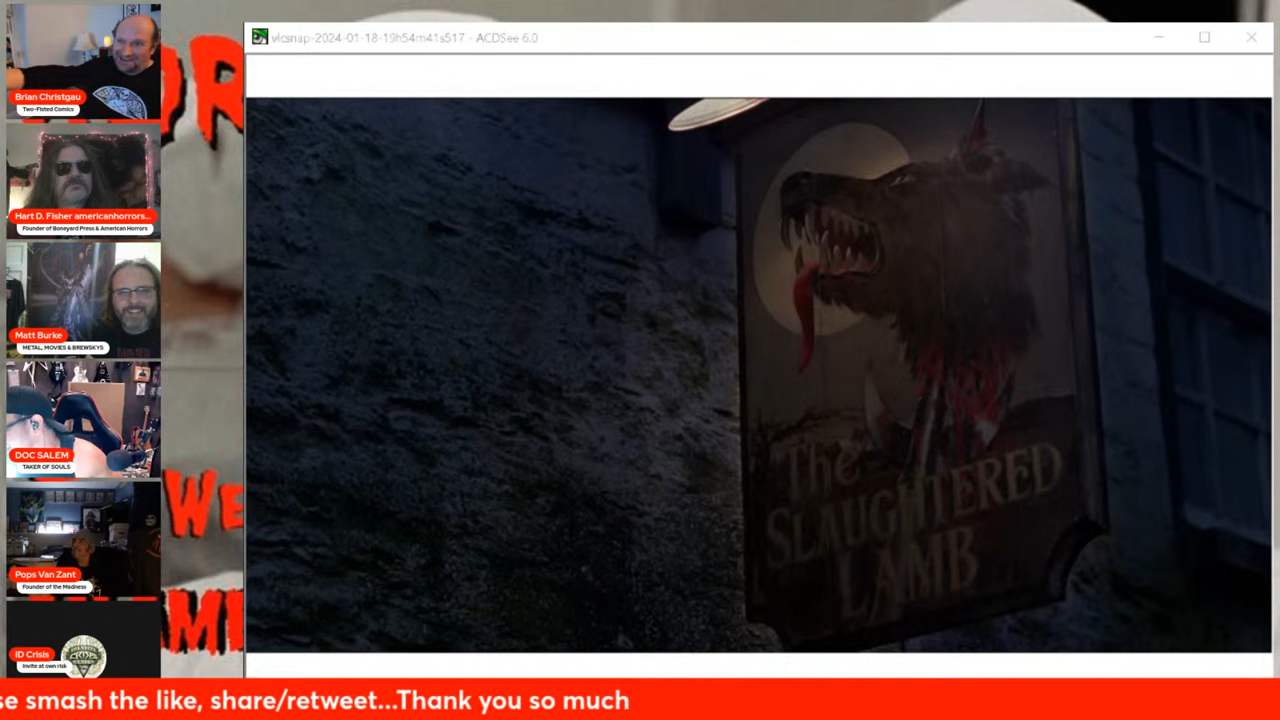 vlcsnap-2024-01-18-19h54m41s517 - ACDSee 6.0
OR
WE
AM
Brian Christgau
Two-Fisted Comics
Hart D. Fisher americanhorrors...
Founder of Boneyard Press & American Horrors
Matt Burke
METAL, MOVIES & BREWSKYS
DOC SALEM
TAKER OF SOULS
Pops Van Zant
Founder of the Madness
ID Crisis
Invite at own risk
The
SLAUGHTERED
LAMB
se smash the like, share/retweet...Thank you so much